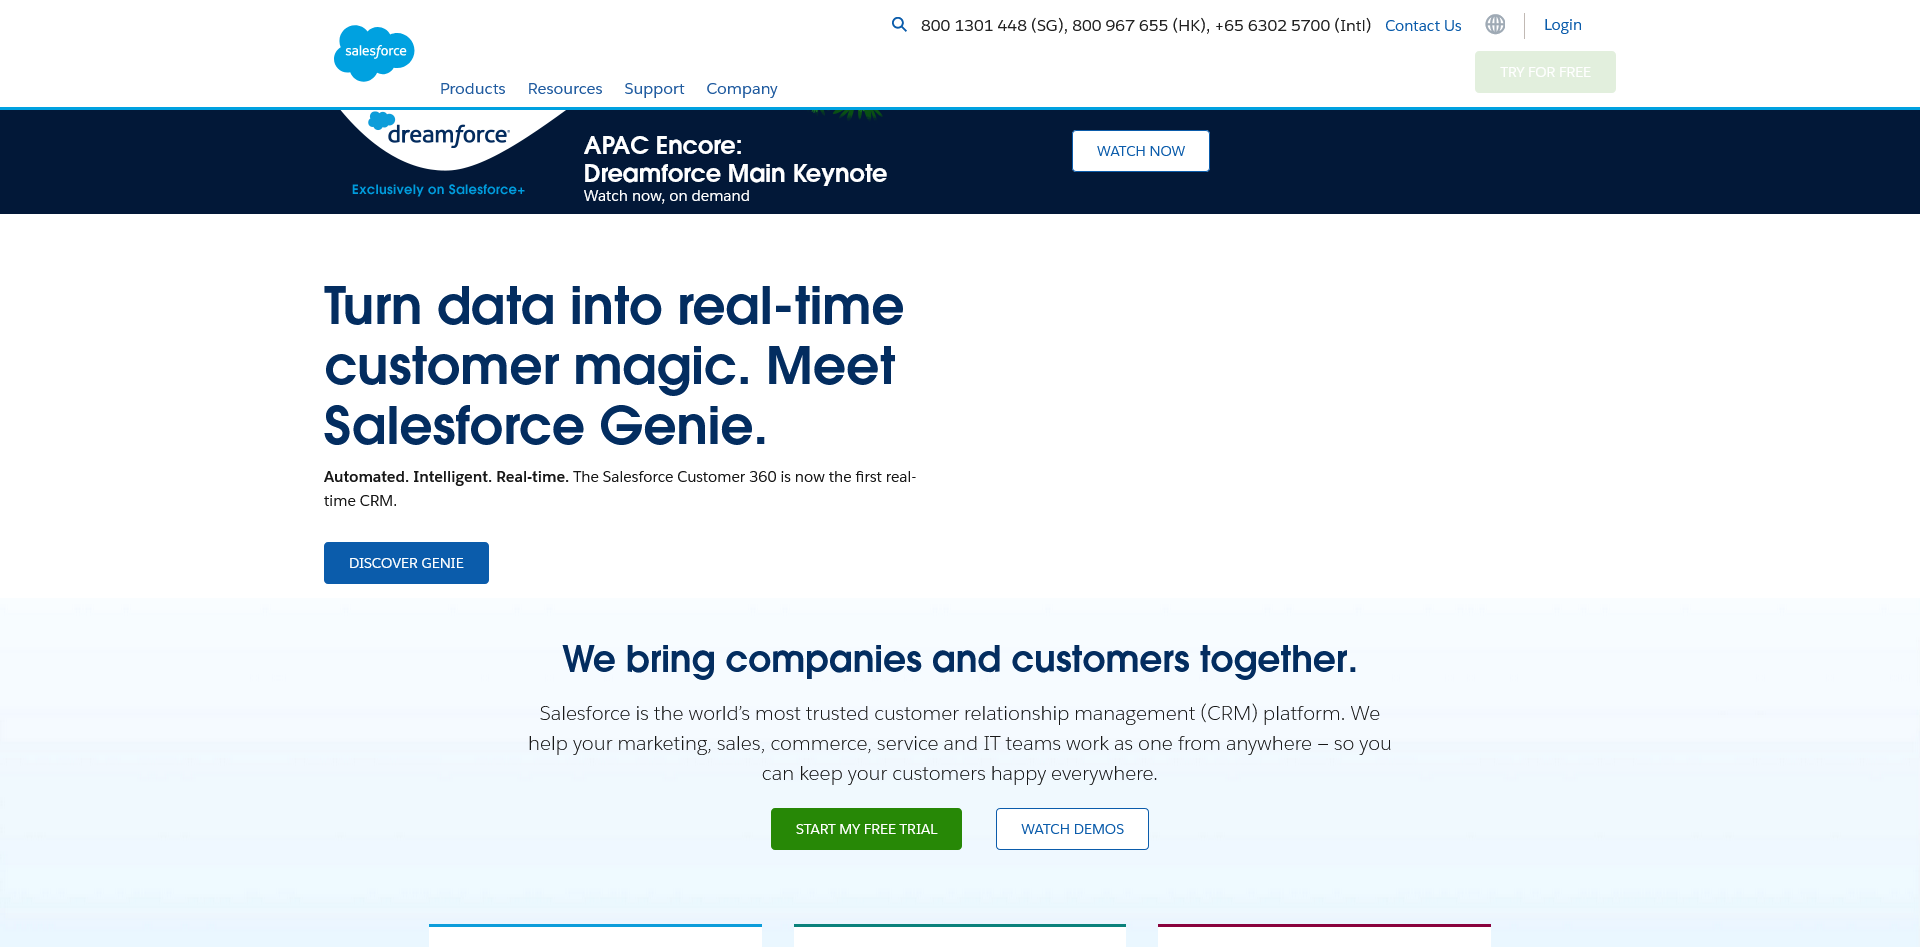 800 1301 448 (SG), 800 967 655 (HK), +65 6302 5700 (Intl) Contact Us Login
salesforce
TRY FOR FREE
Products Resources Support Company
dreamforce
Exclusively on Salesforce+
APAC Encore:
Dreamforce Main Keynote
Watch now, on demand
WATCH NOW
Turn data into real-time
customer magic. Meet
Salesforce Genie.
Automated. Intelligent. Real-time. The Salesforce Customer 360 is now the first real-
time CRM.
DISCOVER GENIE
We bring companies and customers together.
Salesforce is the world’s most trusted customer relationship management (CRM) platform. We
help your marketing, sales, commerce, service and IT teams work as one from anywhere – so you
can keep your customers happy everywhere.
START MY FREE TRIAL WATCH DEMOS